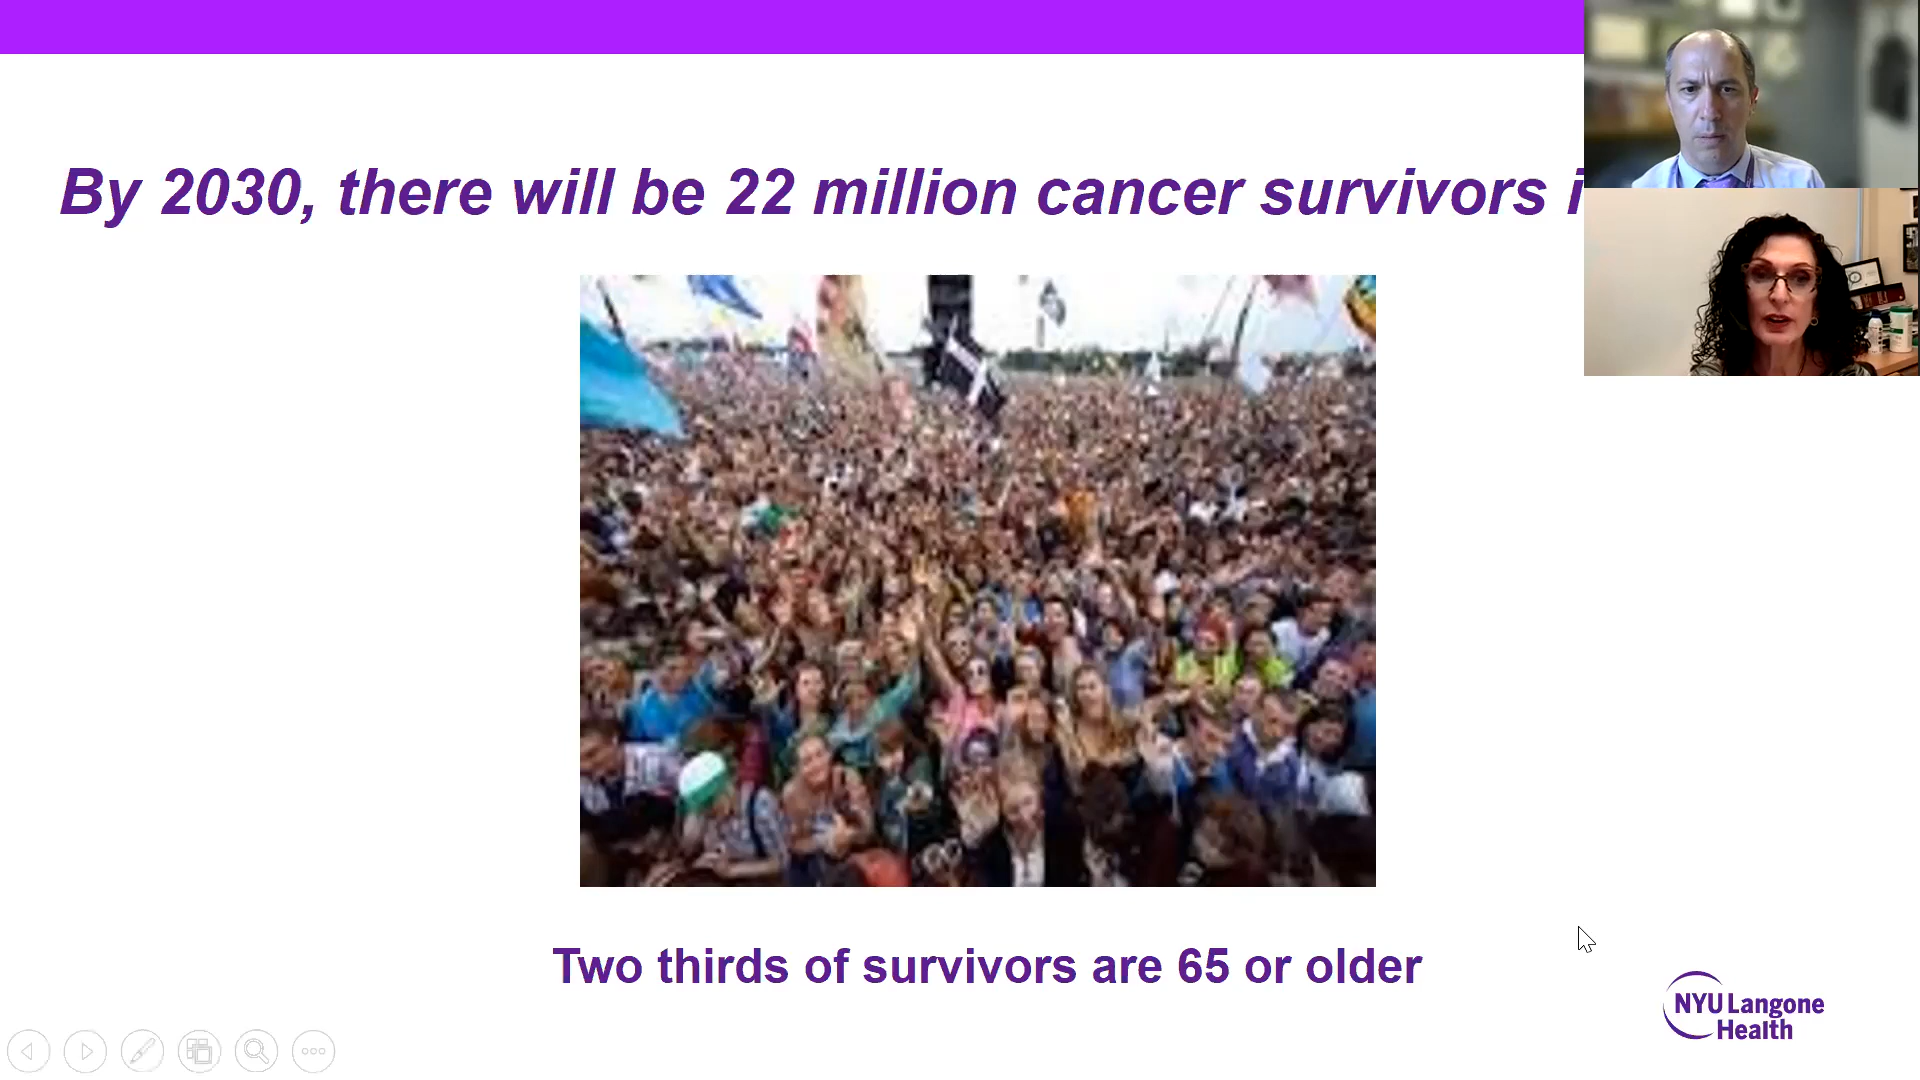 By 2030, there will be 22 million cancer survivors i
Two thirds of survivors are 65 or older
NYU Langone
Health